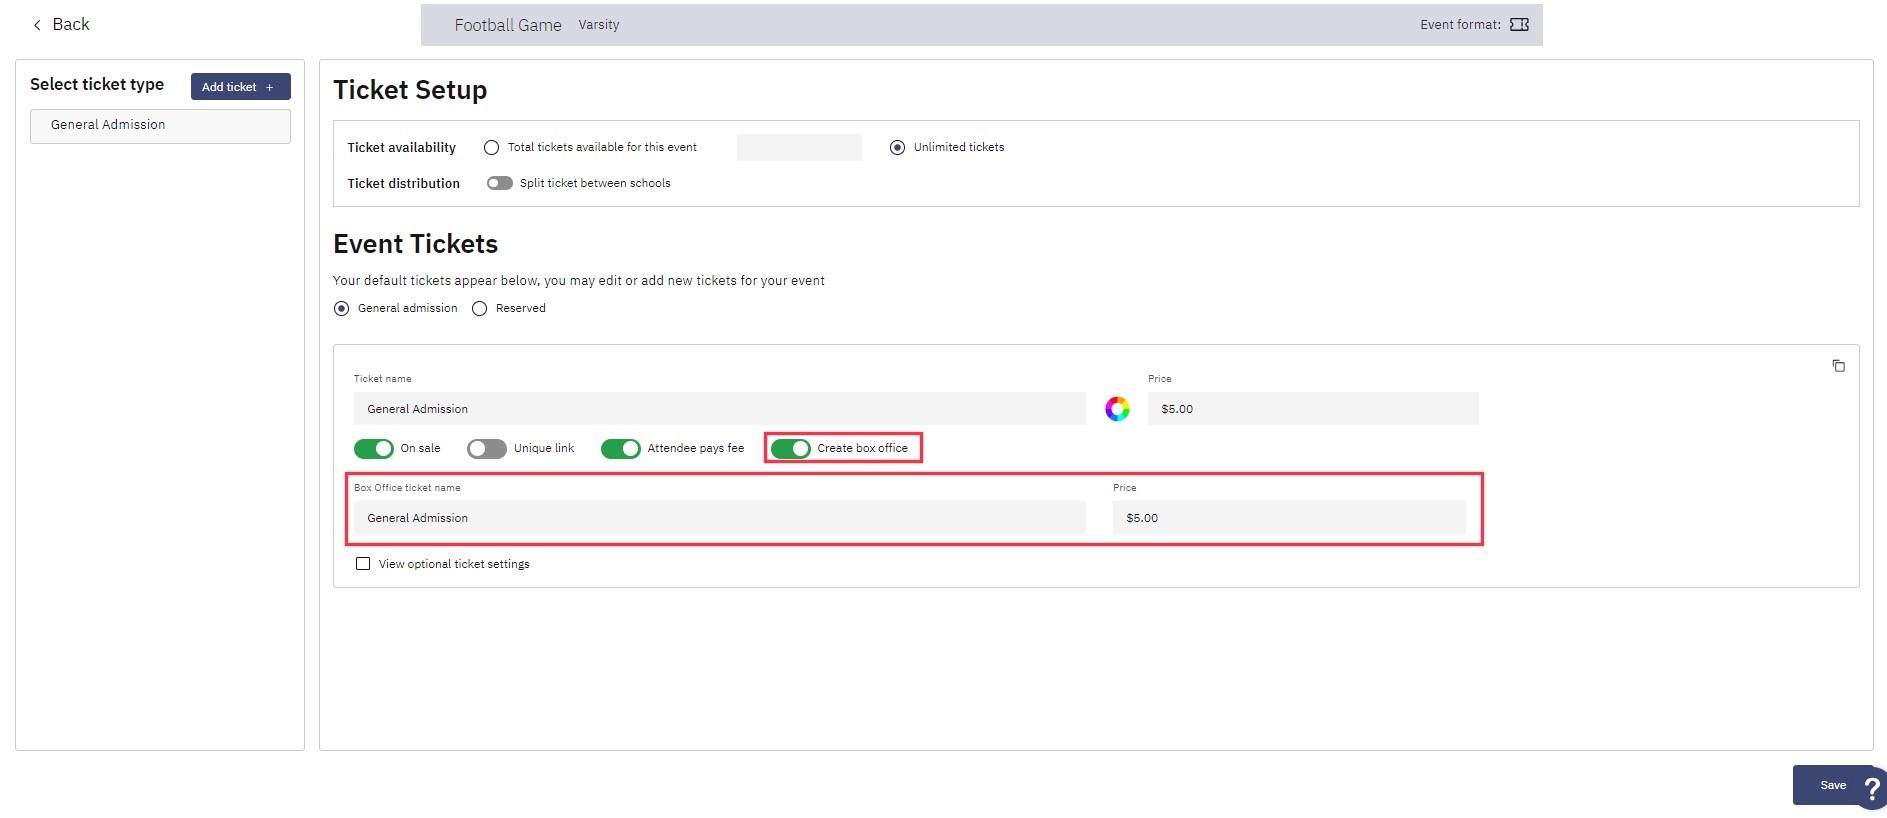 Back
Football Game Varsity Event format:
Select ticket type Add ticket +
General Admission
Ticket Setup
Ticket availability Total tickets available for this event Unlimited tickets
Ticket distribution Split ticket between schools
Event Tickets
Your default tickets appear below, you may edit or add new tickets for your event
General admission Reserved
Ticket name Price
General Admission $5.00
On sale Unique link Attendee pays fee Create box office
Box Office ticket name Price
General Admission $5.00
View optional ticket settings
Save ?